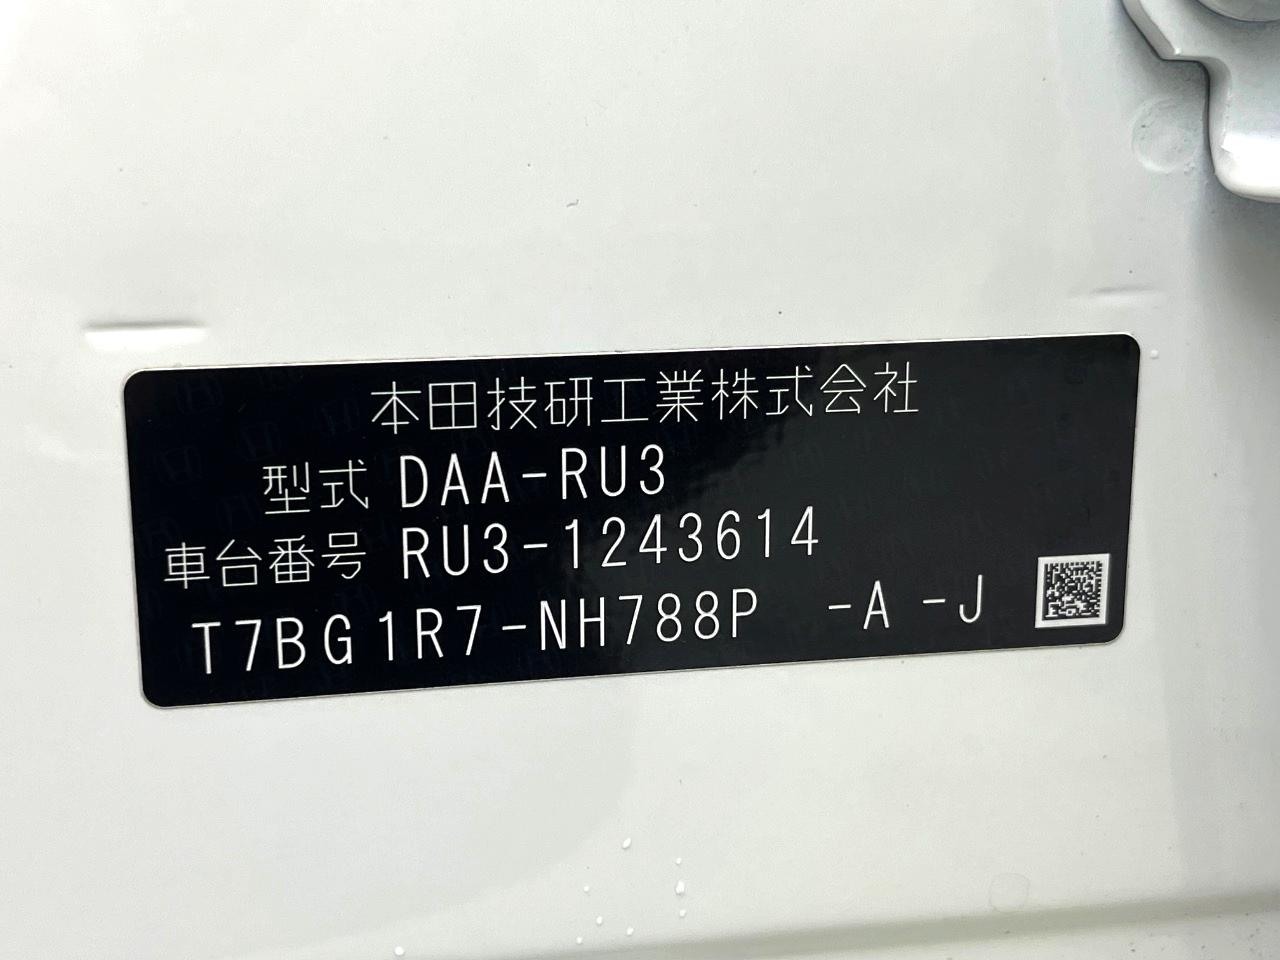 本田技研工業株式会社
型式 DAA-RU3
車台番号 RU3-1243614
T7BG1R7-NH788P -A -J